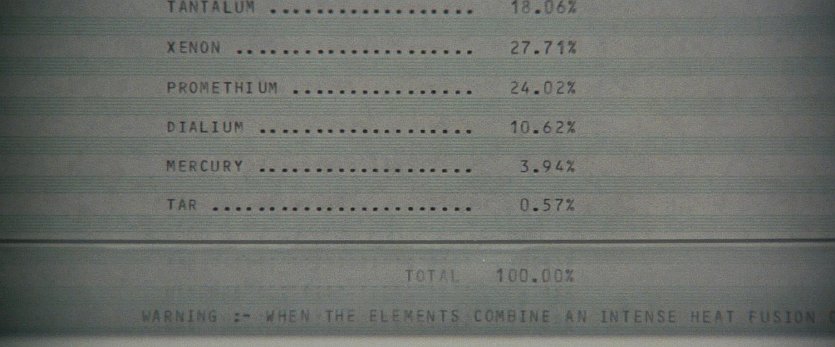 TANTALUM ...................... 18.06%
XENON .......................... 27.71%
PROMETHIUM .................... 24.02%
DIALIUM ....................... 10.62%
MERCURY ....................... 3.94%
TAR ............................ 0.57%
TOTAL 100.00%
WARNING :- WHEN THE ELEMENTS COMBINE AN INTENSE HEAT FUSION